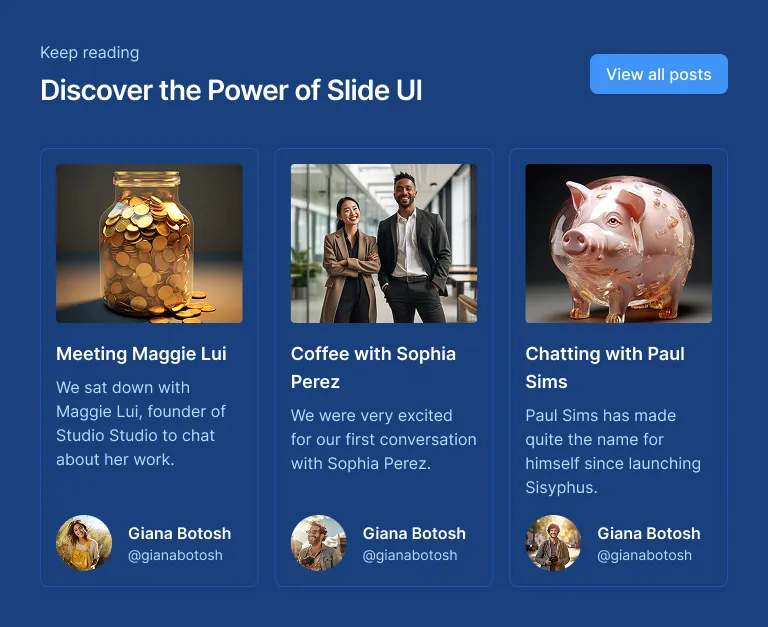 Keep reading
Discover the Power of Slide UI
View all posts
Meeting Maggie Lui
We sat down with
Maggie Lui, founder of
Studio Studio to chat
about her work.
Giana Botosh
@gianabotosh
Coffee with Sophia
Perez
We were very excited
for our first conversation
with Sophia Perez.
Giana Botosh
@gianabotosh
Chatting with Paul
Sims
Paul Sims has made
quite the name for
himself since launching
Sisyphus.
Giana Botosh
@gianabotosh